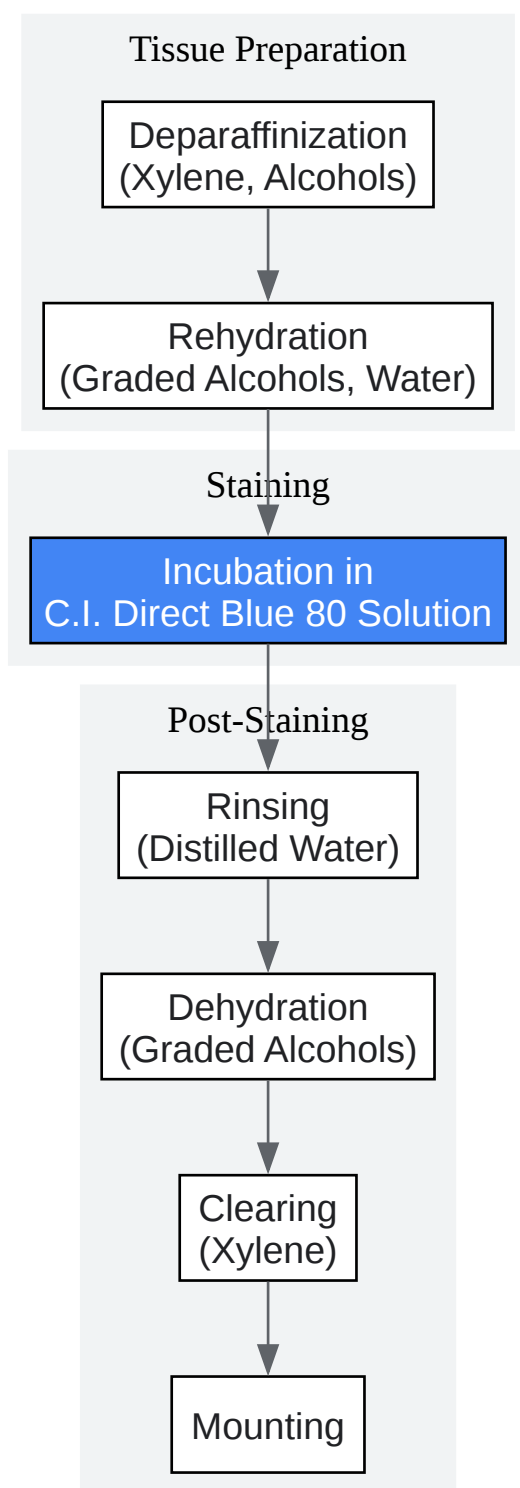 Tissue Preparation
Deparaffinization
(Xylene, Alcohols)
Rehydration
(Graded Alcohols, Water)
Staining
Incubation in
C.I. Direct Blue 80 Solution
Post-Staining
Rinsing
(Distilled Water)
Dehydration
(Graded Alcohols)
Clearing
(Xylene)
Mounting